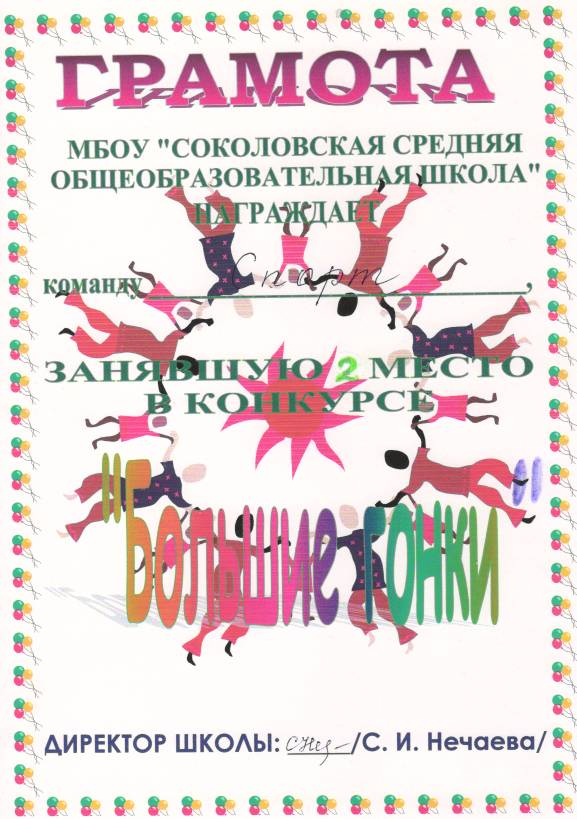 ГРАМОТА
МБОУ "СОКОЛОВСКАЯ СРЕДНЯЯ
ОБЩЕОБРАЗОВАТЕЛЬНАЯ ШКОЛА"
НАГРАЖДАЕТ
команду Спорт,
ЗАНЯВШУЮ 2 МЕСТО
В КОНКУРСЕ
"Большие гонки"
ДИРЕКТОР ШКОЛЫ: /С. И. Нечаева/